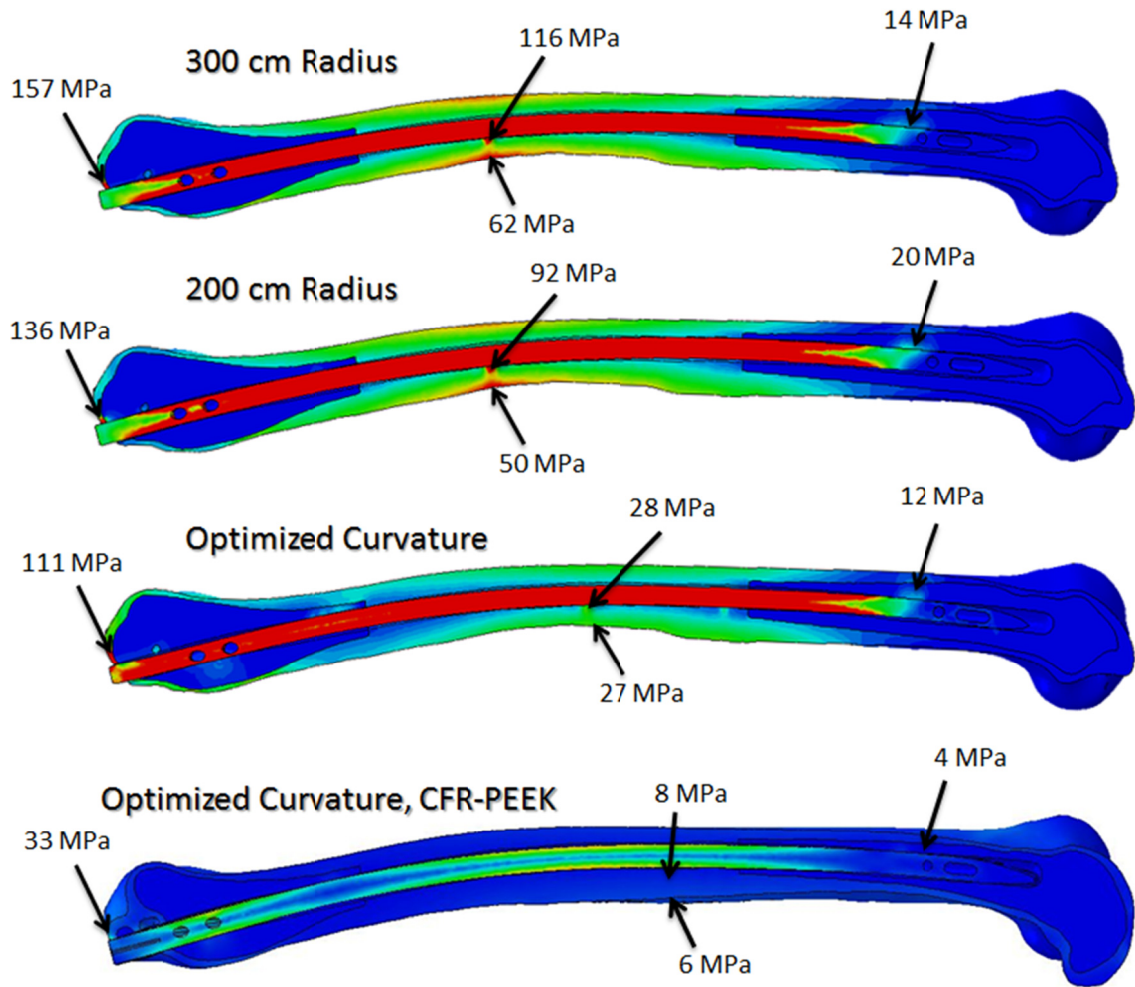 300 cm Radius
116 MPa
14 MPa
157 MPa
62 MPa
200 cm Radius
92 MPa
20 MPa
136 MPa
50 MPa
Optimized Curvature
28 MPa
12 MPa
111 MPa
27 MPa
Optimized Curvature, CFR-PEEK
8 MPa
4 MPa
33 MPa
6 MPa